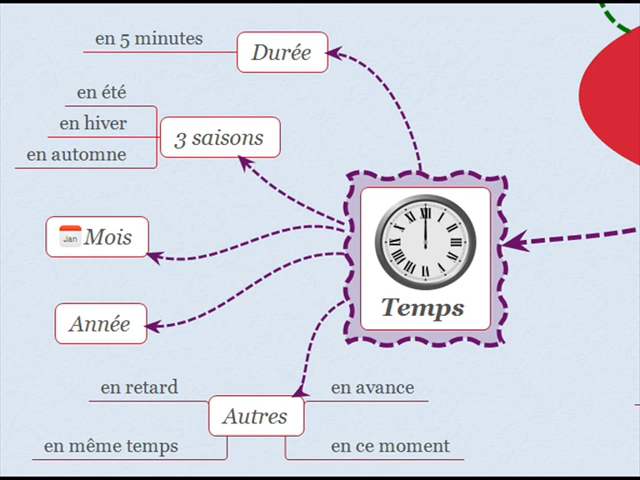 en 5 minutes
Durée
en été
en hiver
en automne
3 saisons
Jan
Mois
Année
Temps
en retard
en avance
Autres
en même temps
en ce moment